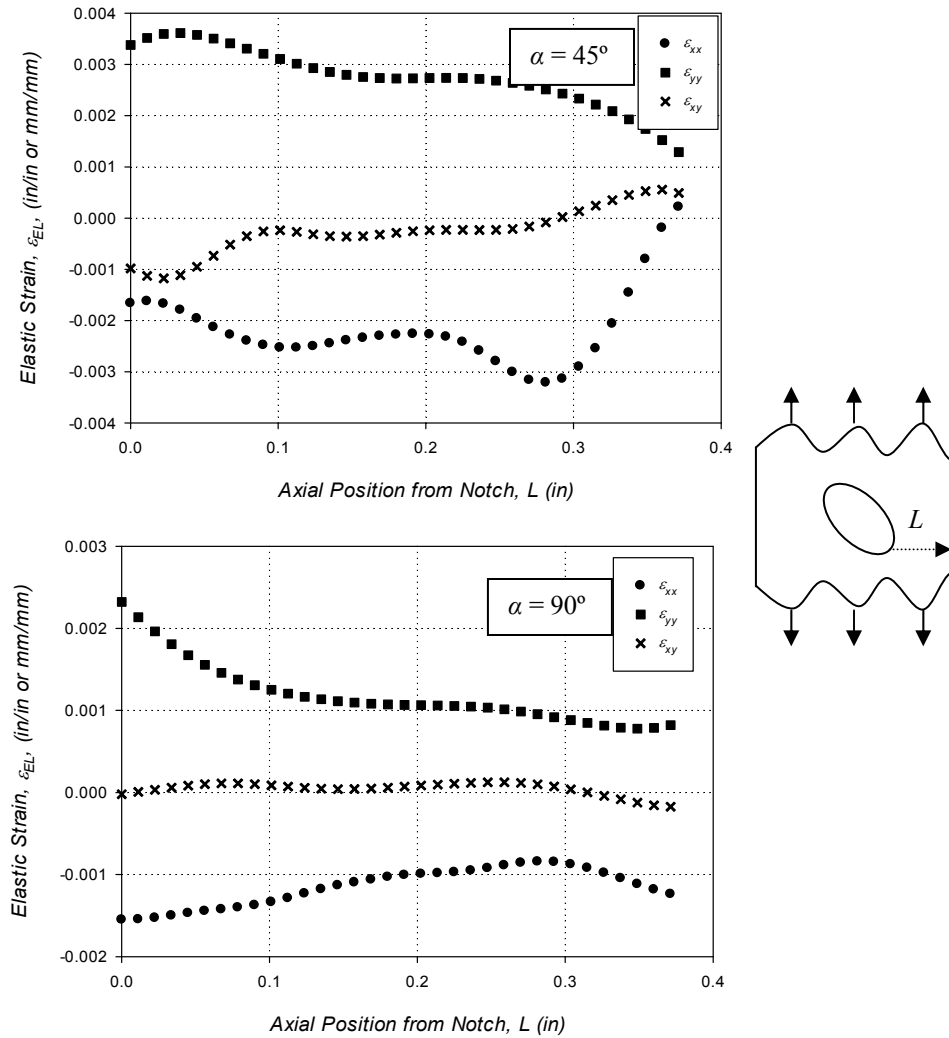 0.004
0.003
0.002
0.001
0.000
-0.001
-0.002
-0.003
-0.004
0.0
0.1
0.2
0.3
0.4
Elastic Strain, εEL, (in/in or mm/mm)
Axial Position from Notch, L (in)
α = 45º
εxx
εyy
εxy
L
0.003
0.002
0.001
0.000
-0.001
-0.002
0.0
0.1
0.2
0.3
0.4
Elastic Strain, εEL, (in/in or mm/mm)
Axial Position from Notch, L (in)
α = 90º
εxx
εyy
εxy